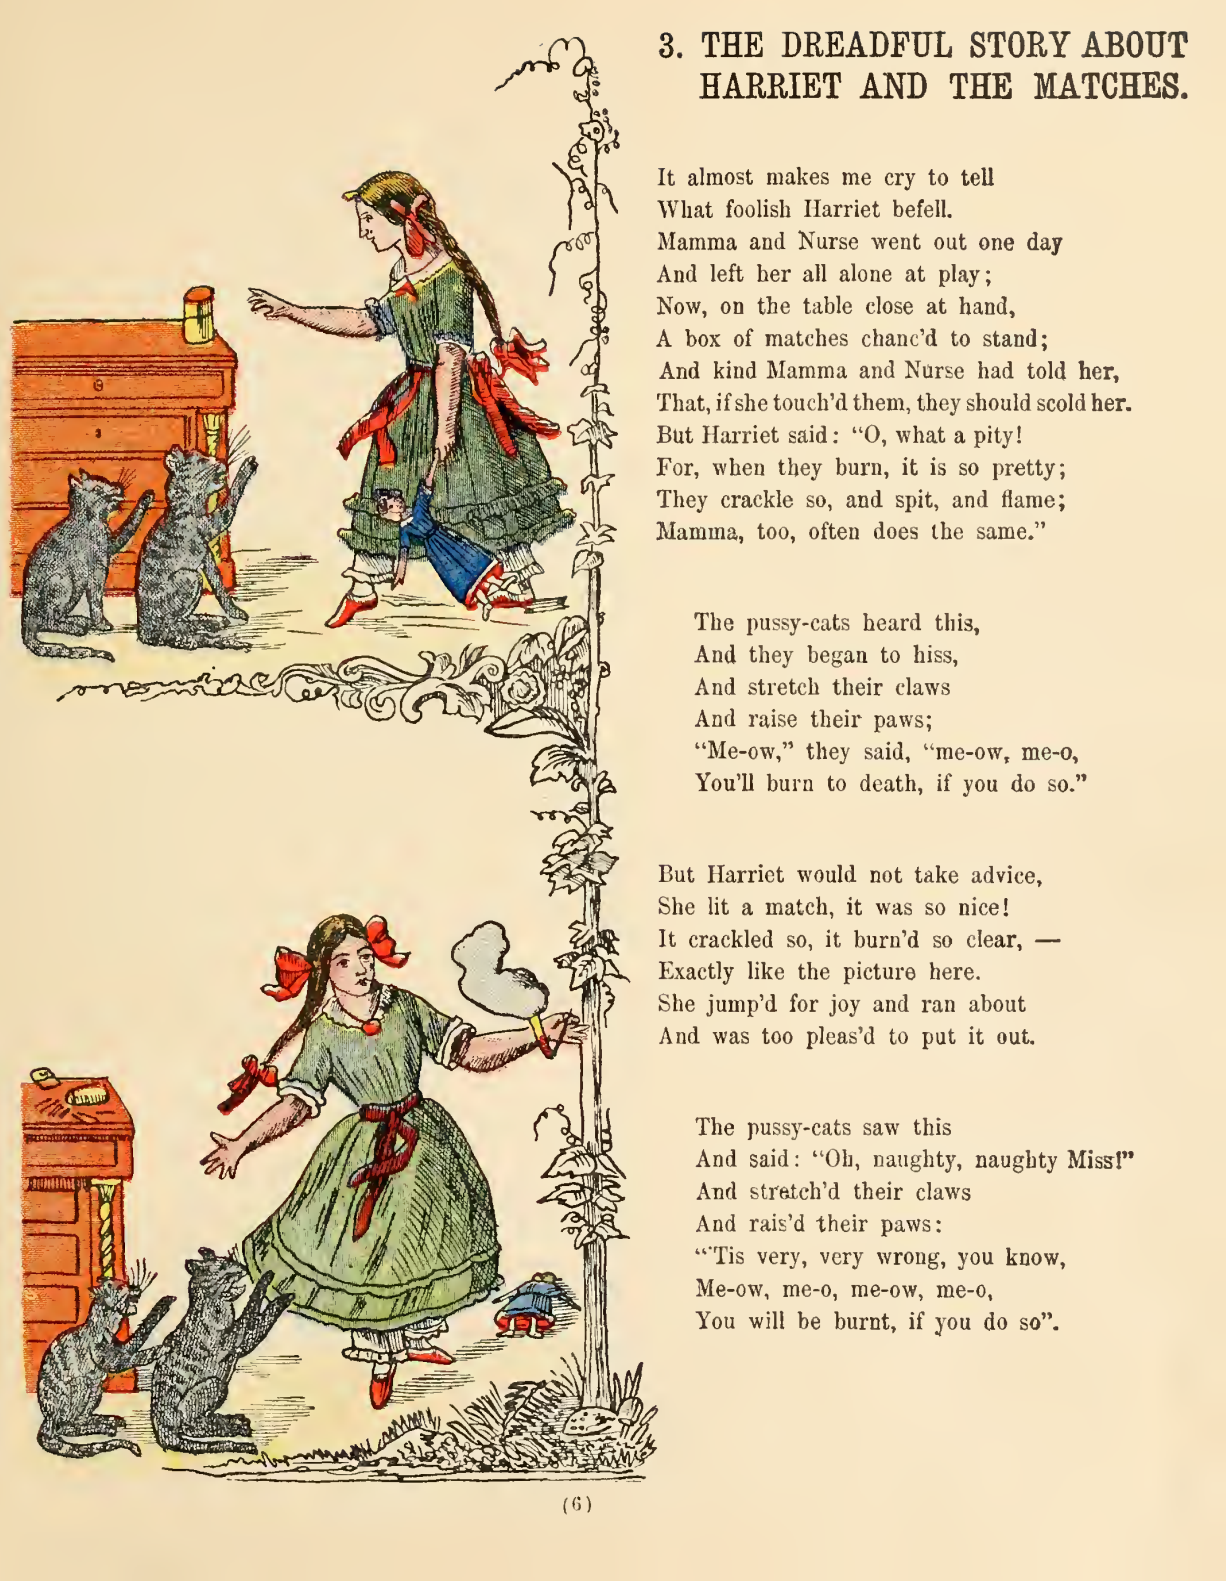 3. THE DREADFUL STORY ABOUT
HARRIET AND THE MATCHES.
It almost makes me cry to tell
What foolish Harriet befell.
Mamma and Nurse went out one day
And left her all alone at play;
Now, on the table close at hand,
A box of matches chanc'd to stand;
And kind Mamma and Nurse had told her,
That, if she touch'd them, they should scold her.
But Harriet said: “O, what a pity!
For, when they burn, it is so pretty;
They crackle so, and spit, and flame;
Mamma, too, often does the same.”
The pussy-cats heard this,
And they began to hiss,
And stretch their claws
And raise their paws;
“Me-ow,” they said, “me-ow, me-o,
You'll burn to death, if you do so.”
But Harriet would not take advice,
She lit a match, it was so nice!
It crackled so, it burn'd so clear, —
Exactly like the picture here.
She jump'd for joy and ran about
And was too pleas'd to put it out.
The pussy-cats saw this
And said: “Oh, naughty, naughty Miss!”
And stretch'd their claws
And rais'd their paws:
“'Tis very, very wrong, you know,
Me-ow, me-o, me-ow, me-o,
You will be burnt, if you do so”.
(6)